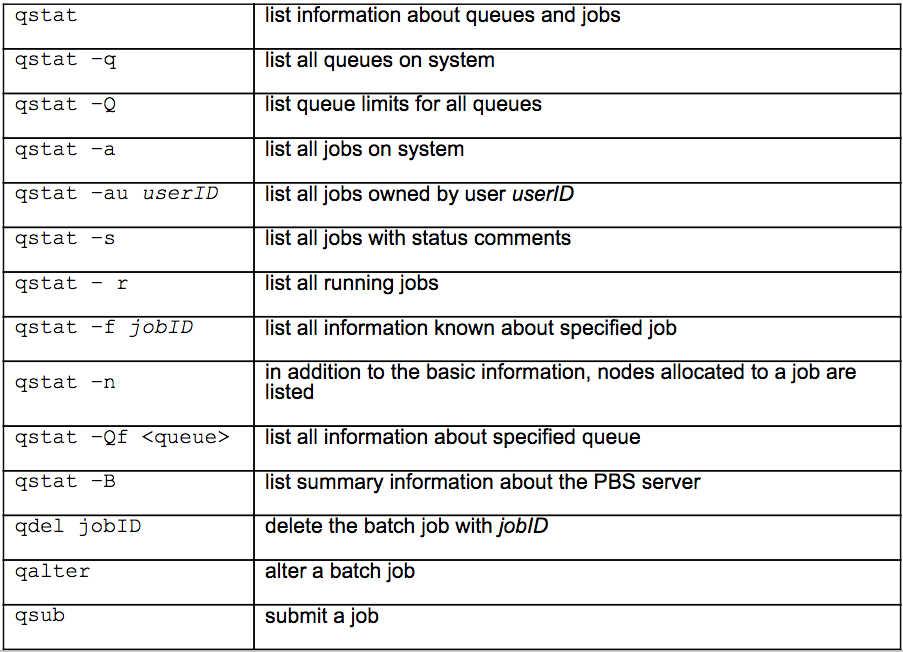 qstat list information about queues and jobs
qstat –q list all queues on system
qstat –Q list queue limits for all queues
qstat –a list all jobs on system
qstat –au userID list all jobs owned by user userID
qstat –s list all jobs with status comments
qstat – r list all running jobs
qstat –f jobID list all information known about specified job
qstat –n in addition to the basic information, nodes allocated to a job are
listed
qstat –Qf <queue> list all information about specified queue
qstat –B list summary information about the PBS server
qdel jobID delete the batch job with jobID
qalter alter a batch job
qsub submit a job